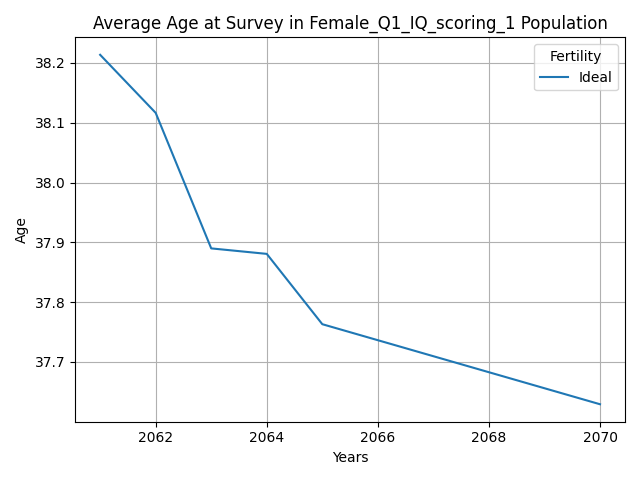 Average Age at Survey in Female_Q1_IQ_scoring_1 Population
Fertility
Ideal
38.2
38.1
38.0
37.9
37.8
37.7
Age
2062 2064 2066 2068 2070
Years